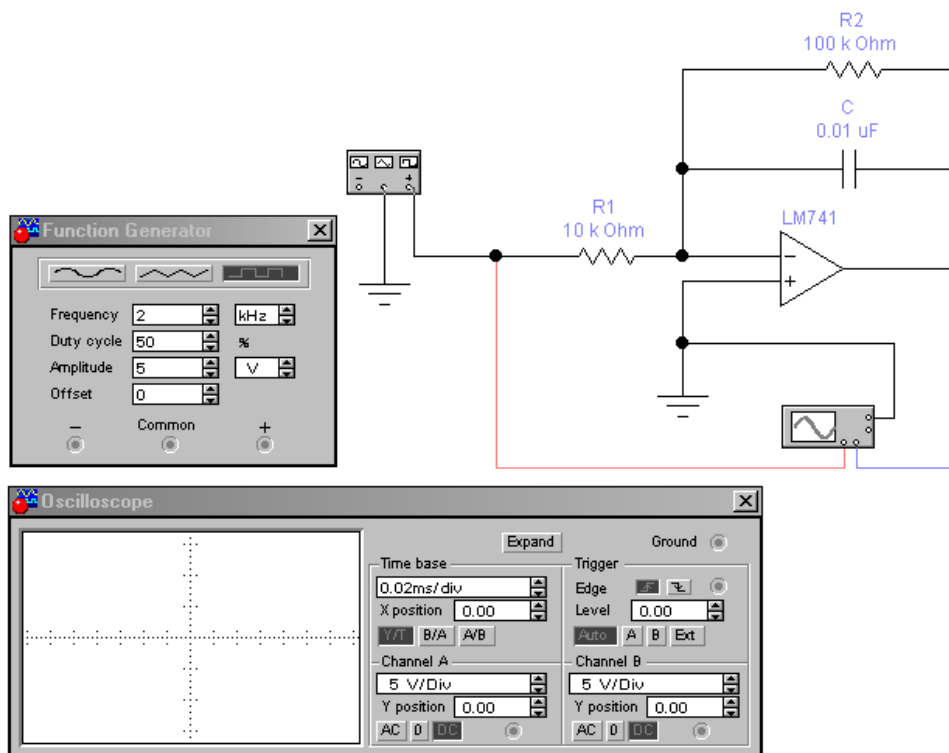 R2
100 k Ohm
C
0.01 uF
R1
10 k Ohm
LM741
−
+
−
+
Function Generator
Frequency 2 kHz
Duty cycle 50 %
Amplitude 5 V
Offset 0
− Common +
Oscilloscope
Expand Ground
Time base
0.02ms/div
X position 0.00
Y/T B/A A/B
Trigger
Edge
Level 0.00
Auto A B Ext
Channel A
5 V/Div
Y position 0.00
AC 0 DC
Channel B
5 V/Div
Y position 0.00
AC 0 DC